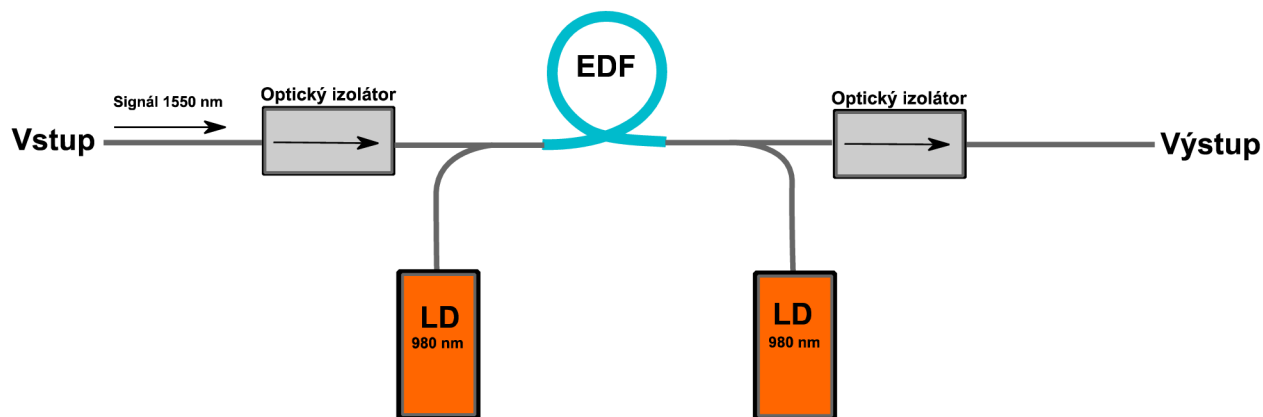 EDF
Signál 1550 nm
Optický izolátor
Optický izolátor
Vstup
Výstup
LD
980 nm
LD
980 nm